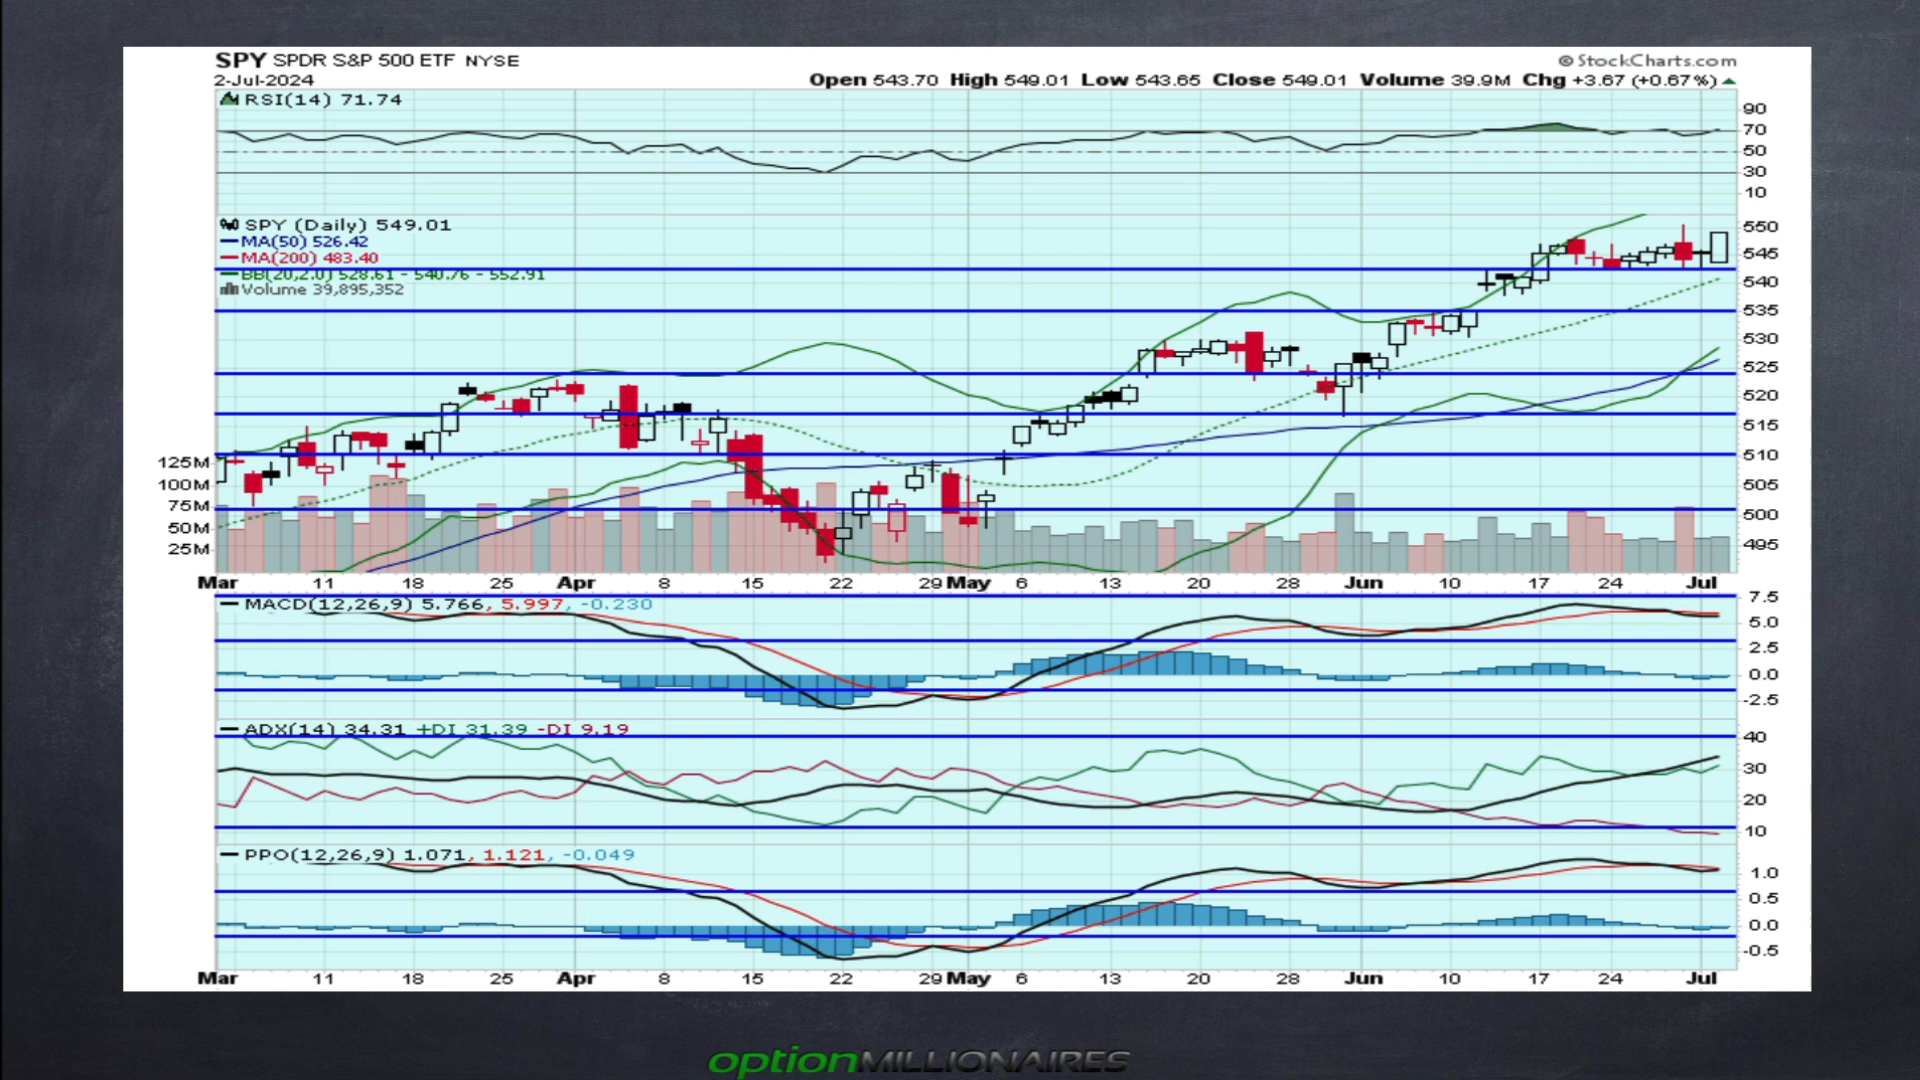 SPY SPDR S&P 500 ETF NYSE
© StockCharts.com
2-Jul-2024
Open 543.70 High 549.01 Low 543.65 Close 549.01 Volume 39.9M Chg +3.67 (+0.67%)
RSI(14) 71.74
90
70
50
30
10
SPY (Daily) 549.01
MA(50) 526.42
MA(200) 483.40
BB(20,2.0) 528.61 - 540.76 - 552.91
Volume 39,895,352
550
545
540
535
530
525
520
515
510
505
500
495
125M
100M
75M
50M
25M
Mar 11 18 25 Apr 8 15 22 29 May 6 13 20 28 Jun 10 17 24 Jul
MACD(12,26,9) 5.766, 5.997, -0.230
7.5
5.0
2.5
0.0
-2.5
ADX(14) 34.31 +DI 31.39 -DI 9.19
40
30
20
10
PPO(12,26,9) 1.071, 1.121, -0.049
1.0
0.5
0.0
-0.5
Mar 11 18 25 Apr 8 15 22 29 May 6 13 20 28 Jun 10 17 24 Jul
optionMILLIONAIRES